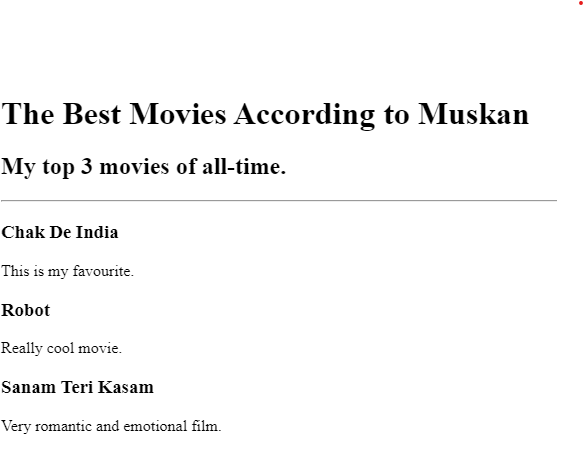 The Best Movies According to Muskan
My top 3 movies of all-time.
Chak De India
This is my favourite.
Robot
Really cool movie.
Sanam Teri Kasam
Very romantic and emotional film.